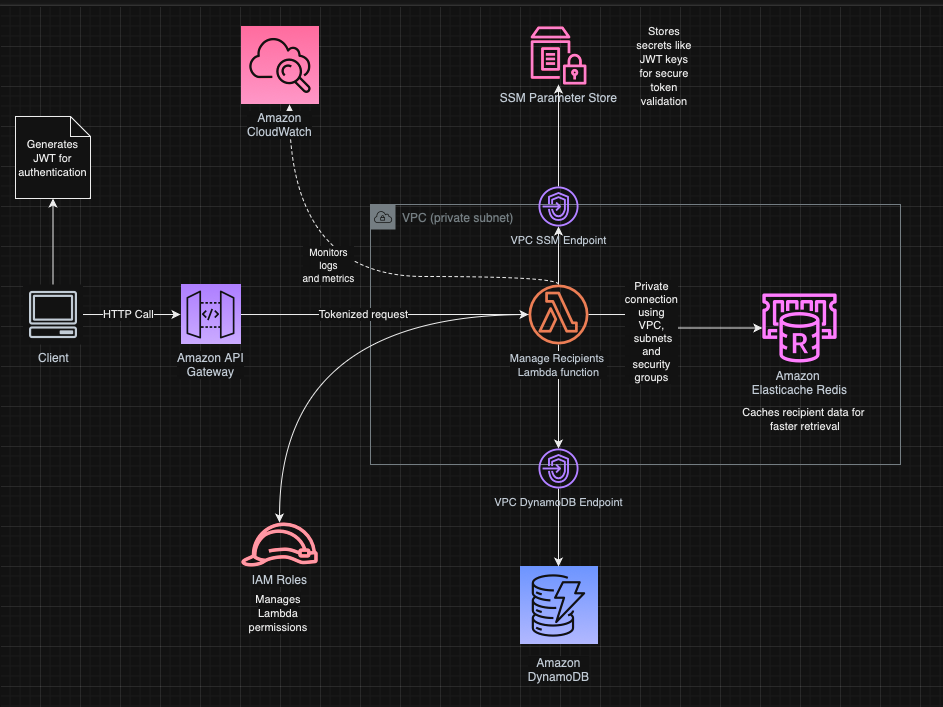 Amazon
CloudWatch
SSM Parameter Store
Stores
secrets like
JWT keys
for secure
token
validation
Generates
JWT for
authentication
VPC (private subnet)
VPC SSM Endpoint
Monitors
logs
and metrics
Client
HTTP Call
Amazon API
Gateway
Tokenized request
Manage Recipients
Lambda function
Private
connection
using
VPC,
subnets
and
security
groups
R
Amazon
Elasticache Redis
Caches recipient data for
faster retrieval
VPC DynamoDB Endpoint
IAM Roles
Manages
Lambda
permissions
Amazon
DynamoDB